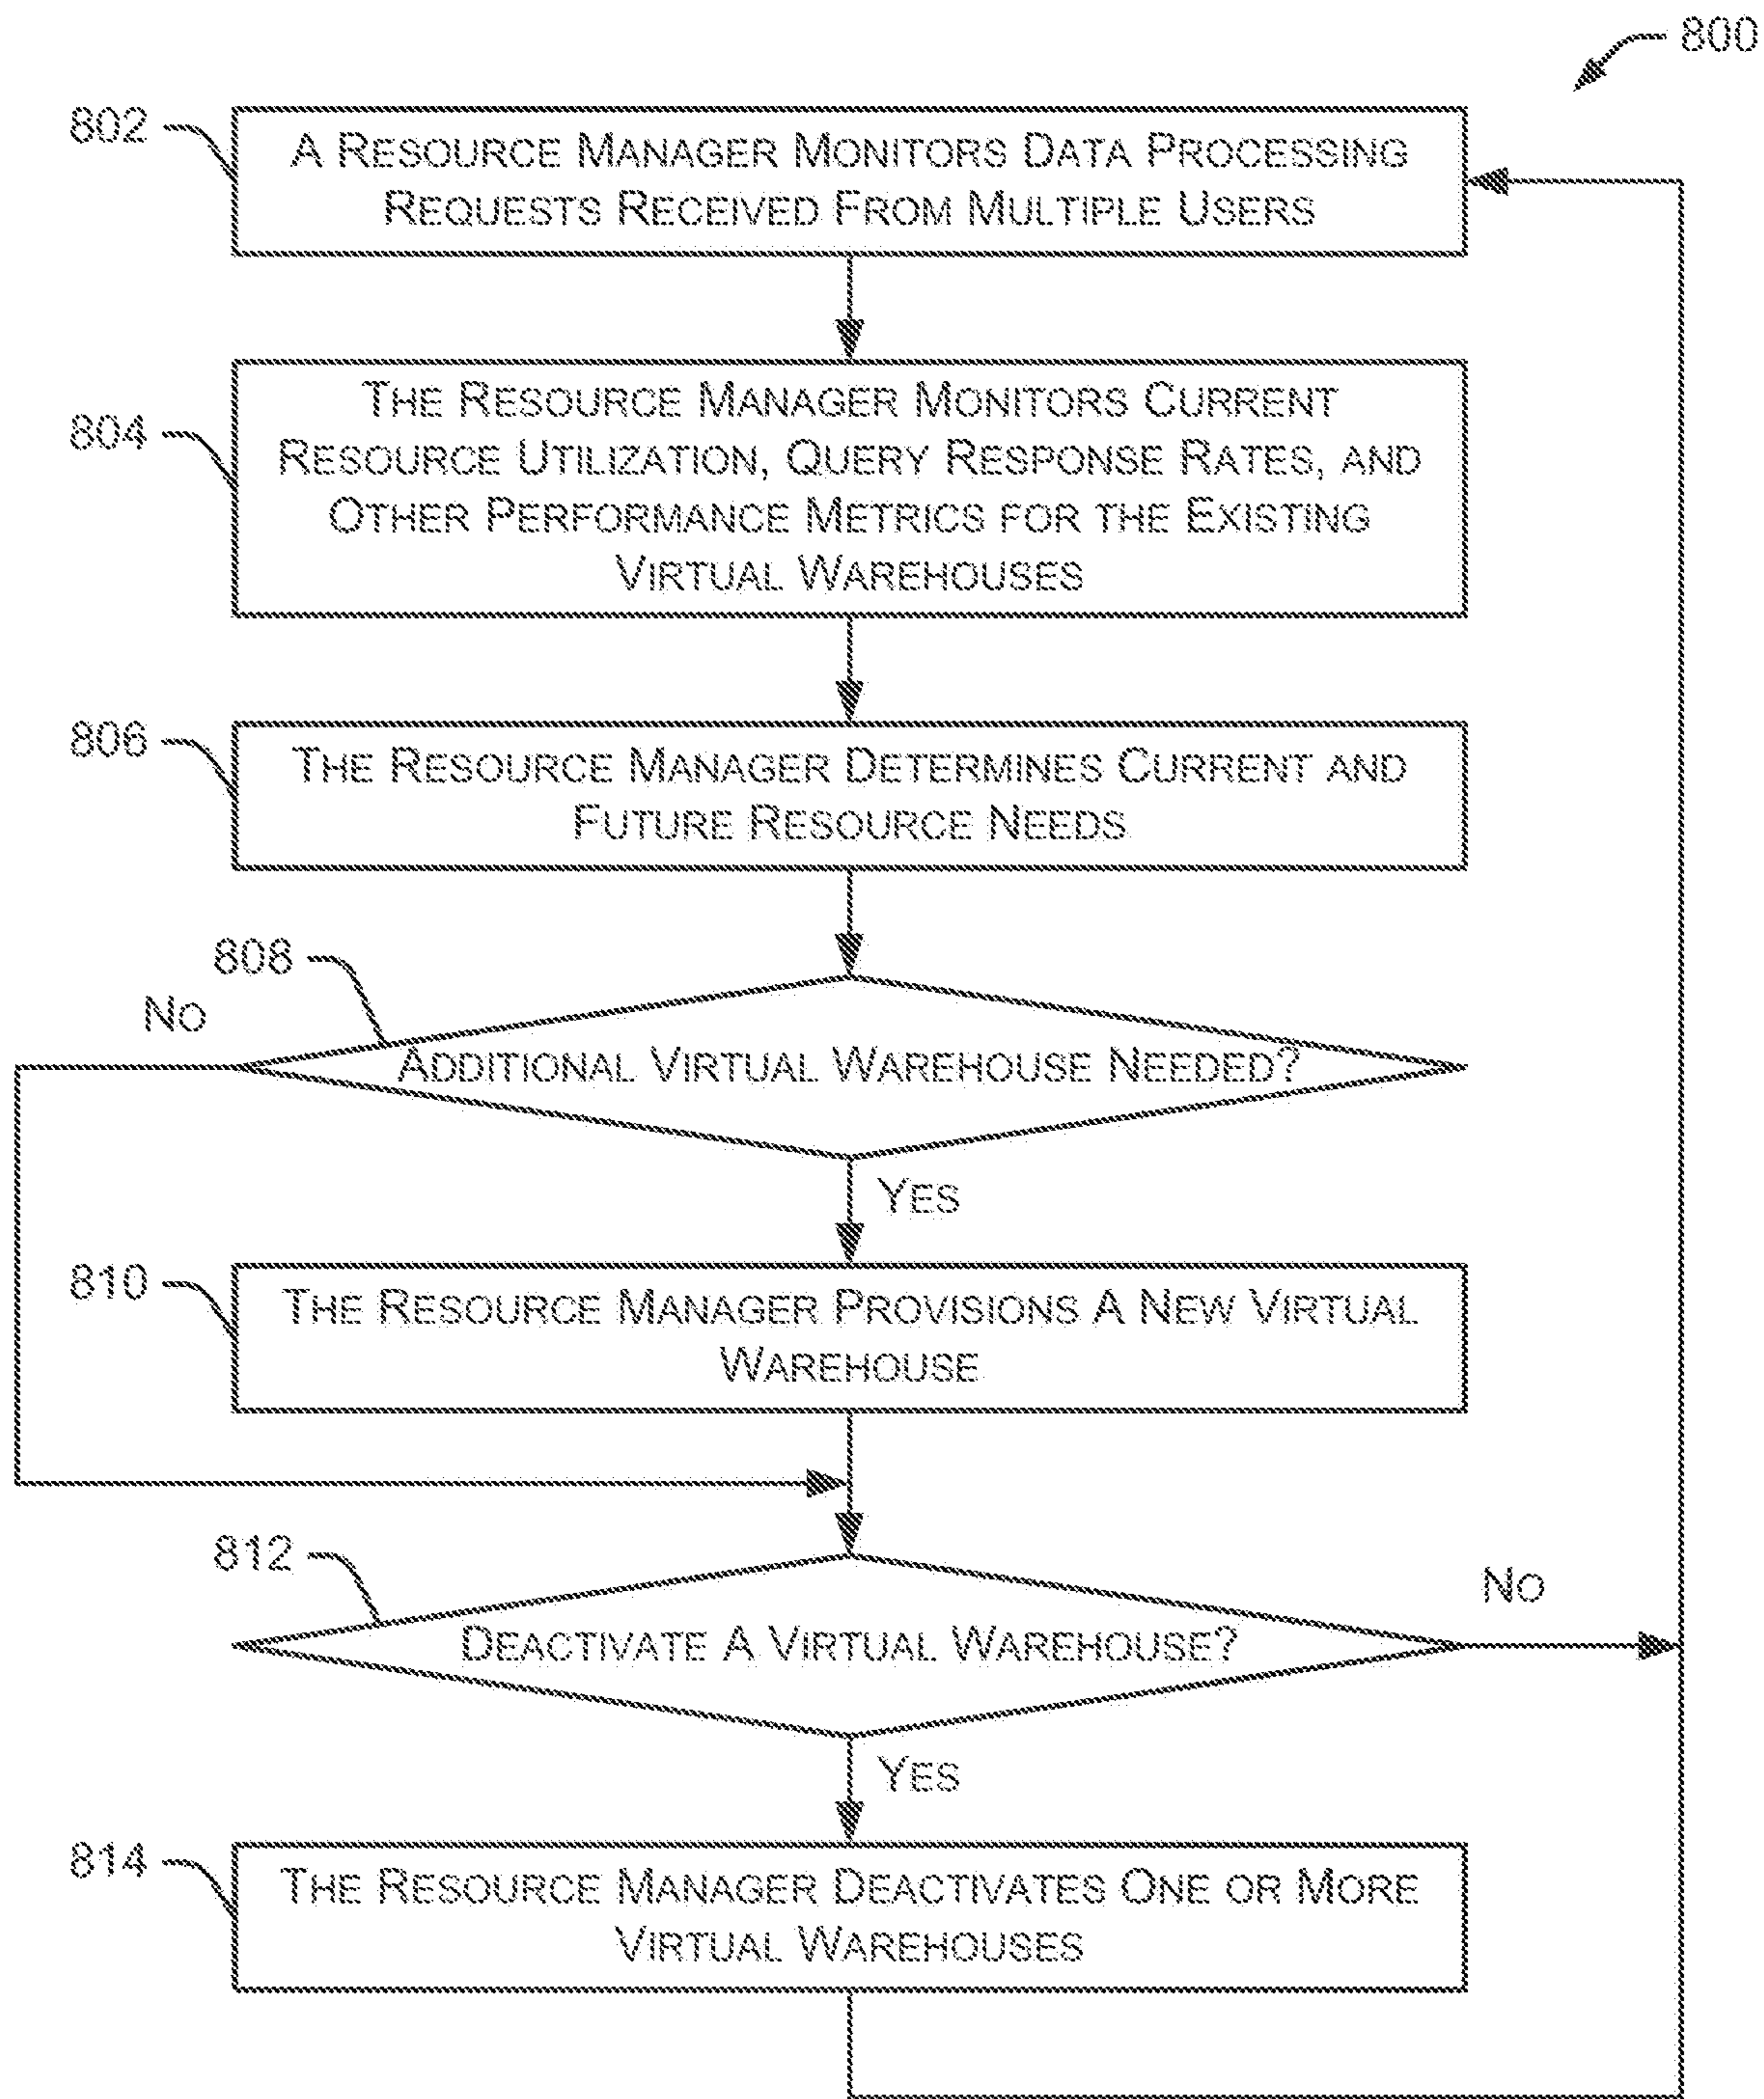 800
802
A RESOURCE MANAGER MONITORS DATA PROCESSING
REQUESTS RECEIVED FROM MULTIPLE USERS
804
THE RESOURCE MANAGER MONITORS CURRENT
RESOURCE UTILIZATION, QUERY RESPONSE RATES, AND
OTHER PERFORMANCE METRICS FOR THE EXISTING
VIRTUAL WAREHOUSES
806
THE RESOURCE MANAGER DETERMINES CURRENT AND
FUTURE RESOURCE NEEDS
808
NO
ADDITIONAL VIRTUAL WAREHOUSE NEEDED?
YES
810
THE RESOURCE MANAGER PROVISIONS A NEW VIRTUAL
WAREHOUSE
812
NO
DEACTIVATE A VIRTUAL WAREHOUSE?
YES
814
THE RESOURCE MANAGER DEACTIVATES ONE OR MORE
VIRTUAL WAREHOUSES